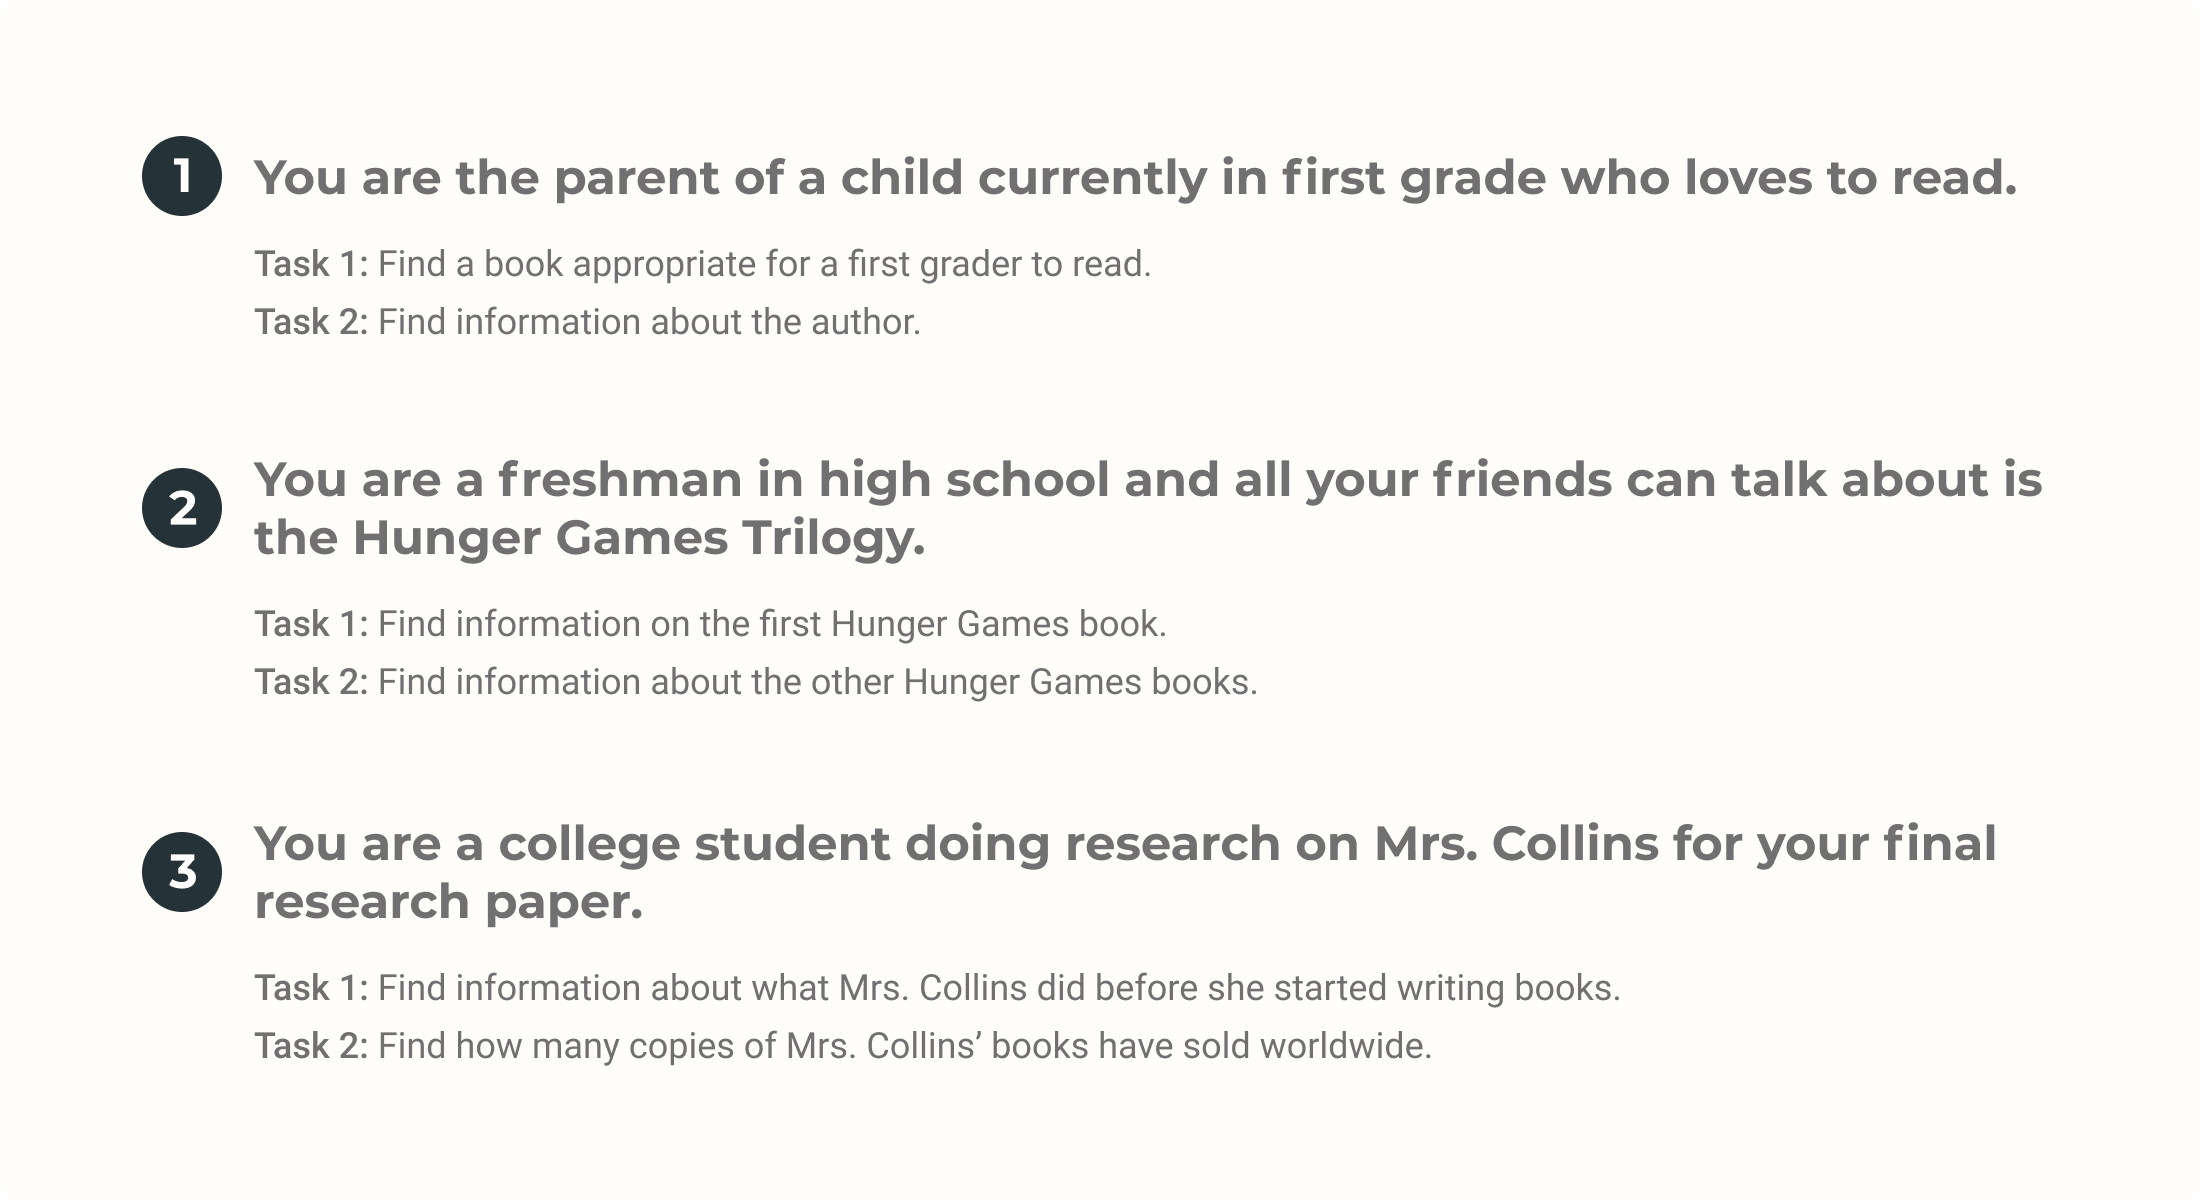 1
You are the parent of a child currently in first grade who loves to read.
Task 1: Find a book appropriate for a first grader to read.
Task 2: Find information about the author.
2
You are a freshman in high school and all your friends can talk about is
the Hunger Games Trilogy.
Task 1: Find information on the first Hunger Games book.
Task 2: Find information about the other Hunger Games books.
3
You are a college student doing research on Mrs. Collins for your final
research paper.
Task 1: Find information about what Mrs. Collins did before she started writing books.
Task 2: Find how many copies of Mrs. Collins’ books have sold worldwide.